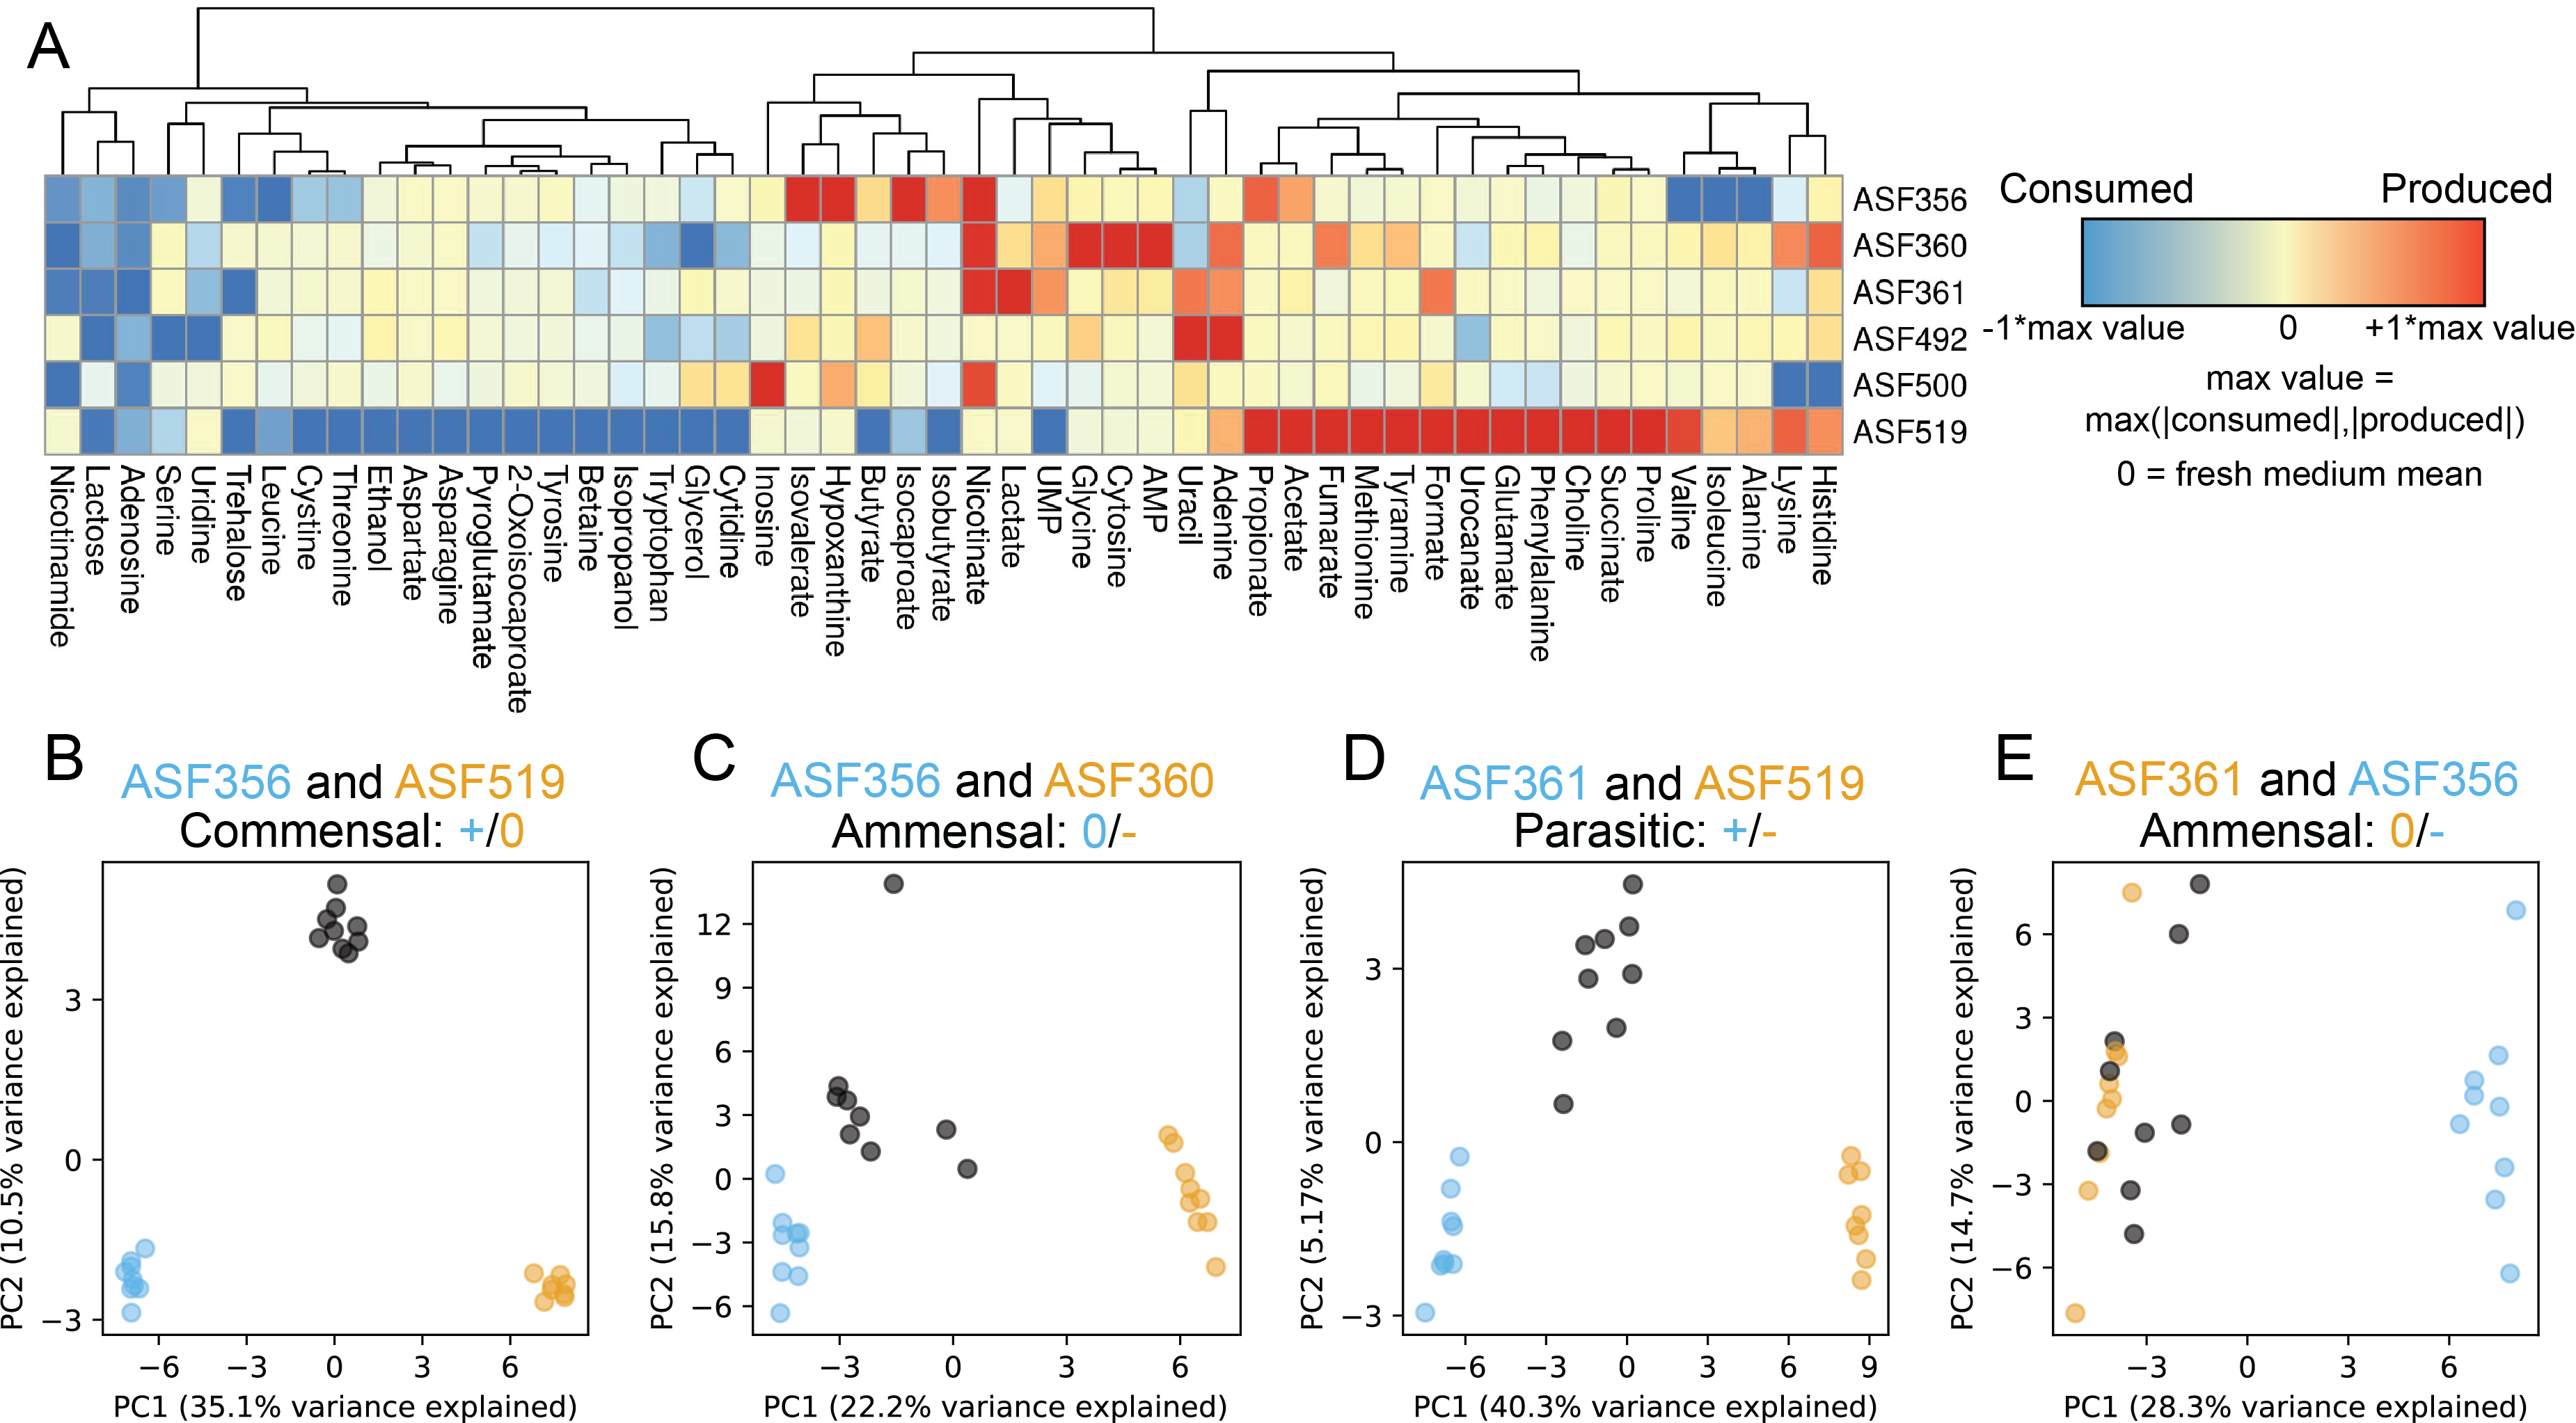 A
ASF356
ASF360
ASF361
ASF492
ASF500
ASF519
Consumed Produced
-1*max value 0 +1*max value
max value =
max(|consumed|,|produced|)
0 = fresh medium mean
Nicotinamide
Lactose
Adenosine
Serine
Uridine
Trehalose
Leucine
Cystine
Threonine
Ethanol
Aspartate
Asparagine
Pyroglutamate
2-Oxoisocaproate
Tyrosine
Betaine
Isopropanol
Tryptophan
Glycerol
Cytidine
Inosine
Isovalerate
Hypoxanthine
Butyrate
Isocaproate
Isobutyrate
Nicotinate
Lactate
UMP
Glycine
Cytosine
AMP
Uracil
Adenine
Propionate
Acetate
Fumarate
Methionine
Tyramine
Formate
Urocanate
Glutamate
Phenylalanine
Choline
Succinate
Proline
Valine
Isoleucine
Alanine
Lysine
Histidine
B
ASF356 and ASF519
Commensal: +/0
PC2 (10.5% variance explained)
3
0
−3
−6 −3 0 3 6
PC1 (35.1% variance explained)
C
ASF356 and ASF360
Ammensal: 0/-
PC2 (15.8% variance explained)
12
9
6
3
0
−3
−6
−3 0 3 6
PC1 (22.2% variance explained)
D
ASF361 and ASF519
Parasitic: +/-
PC2 (5.17% variance explained)
3
0
−3
−6 −3 0 3 6 9
PC1 (40.3% variance explained)
E
ASF361 and ASF356
Ammensal: 0/-
PC2 (14.7% variance explained)
6
3
0
−3
−6
−3 0 3 6
PC1 (28.3% variance explained)